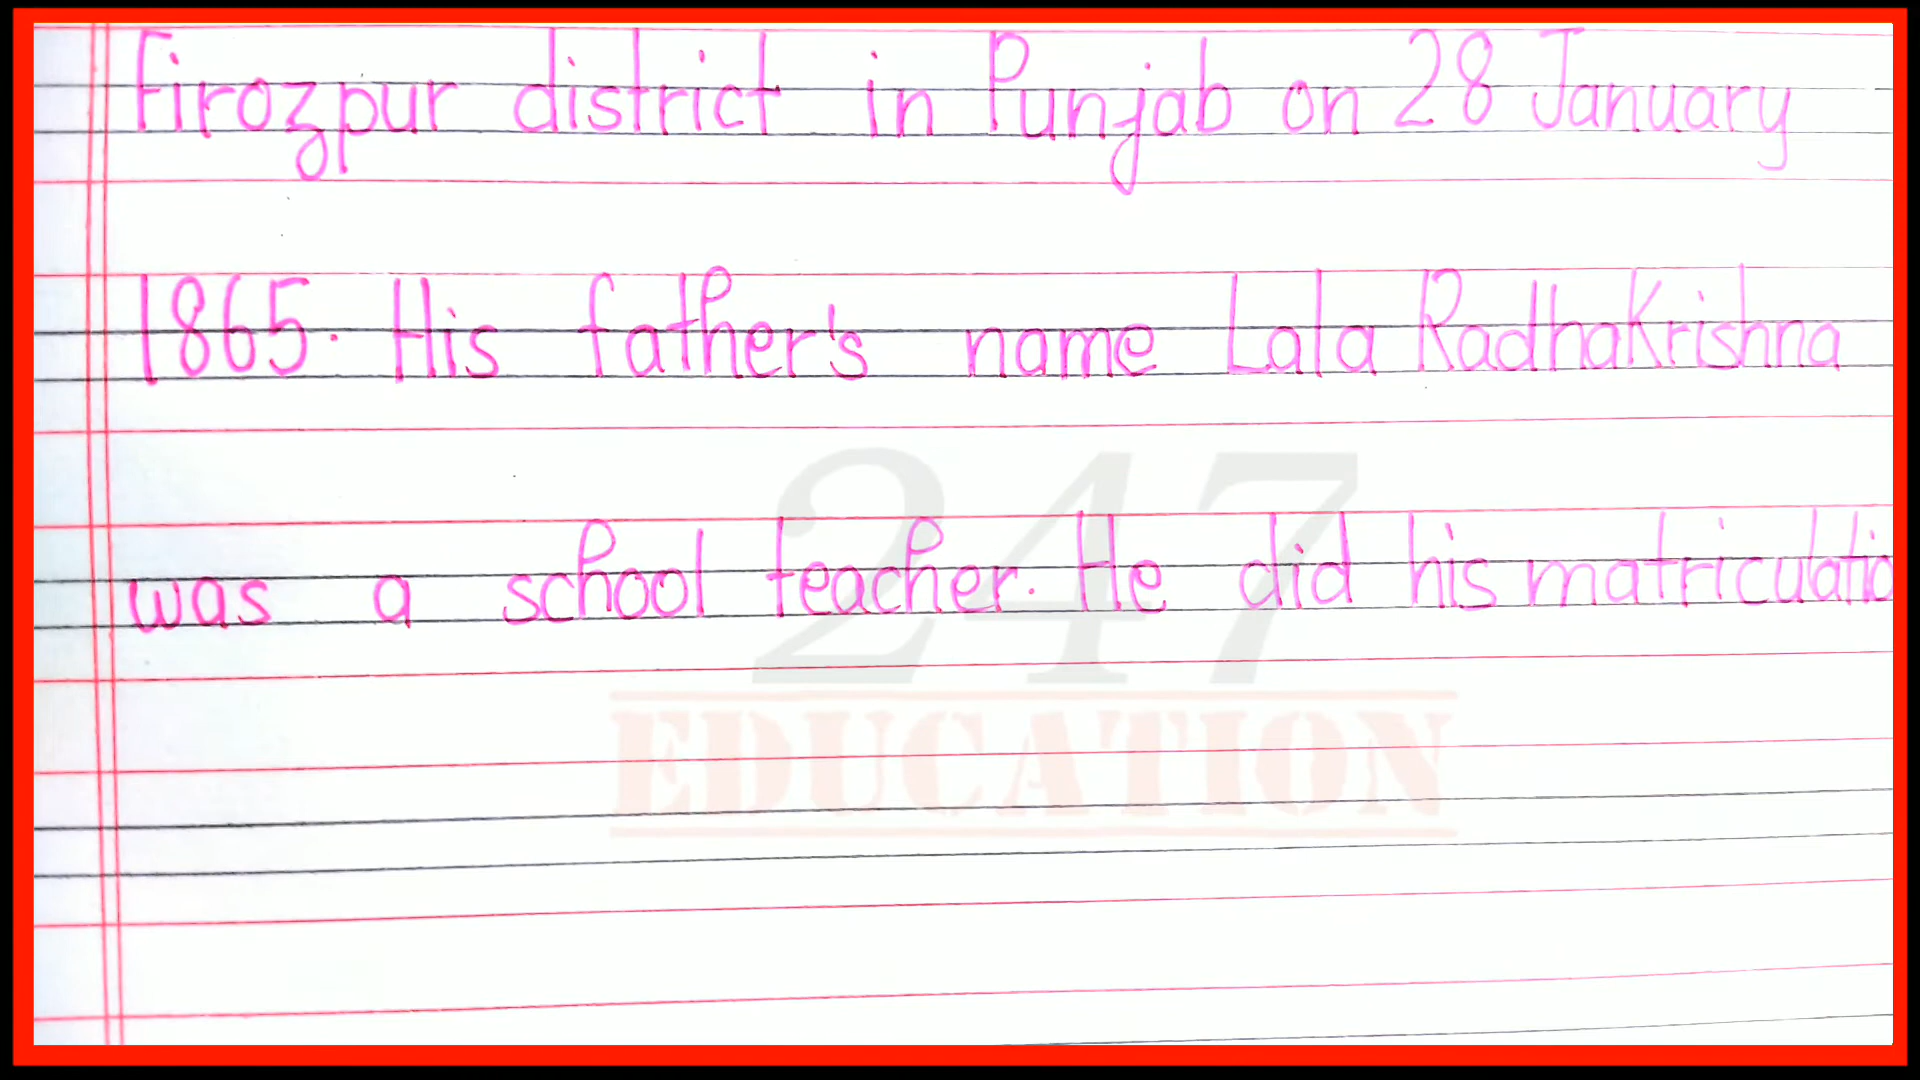 Firozpur district in Punjab on 28 January
1865. His father's name Lala RadhaKrishna
was a school teacher. He did his matriculatio
247
EDUCATION